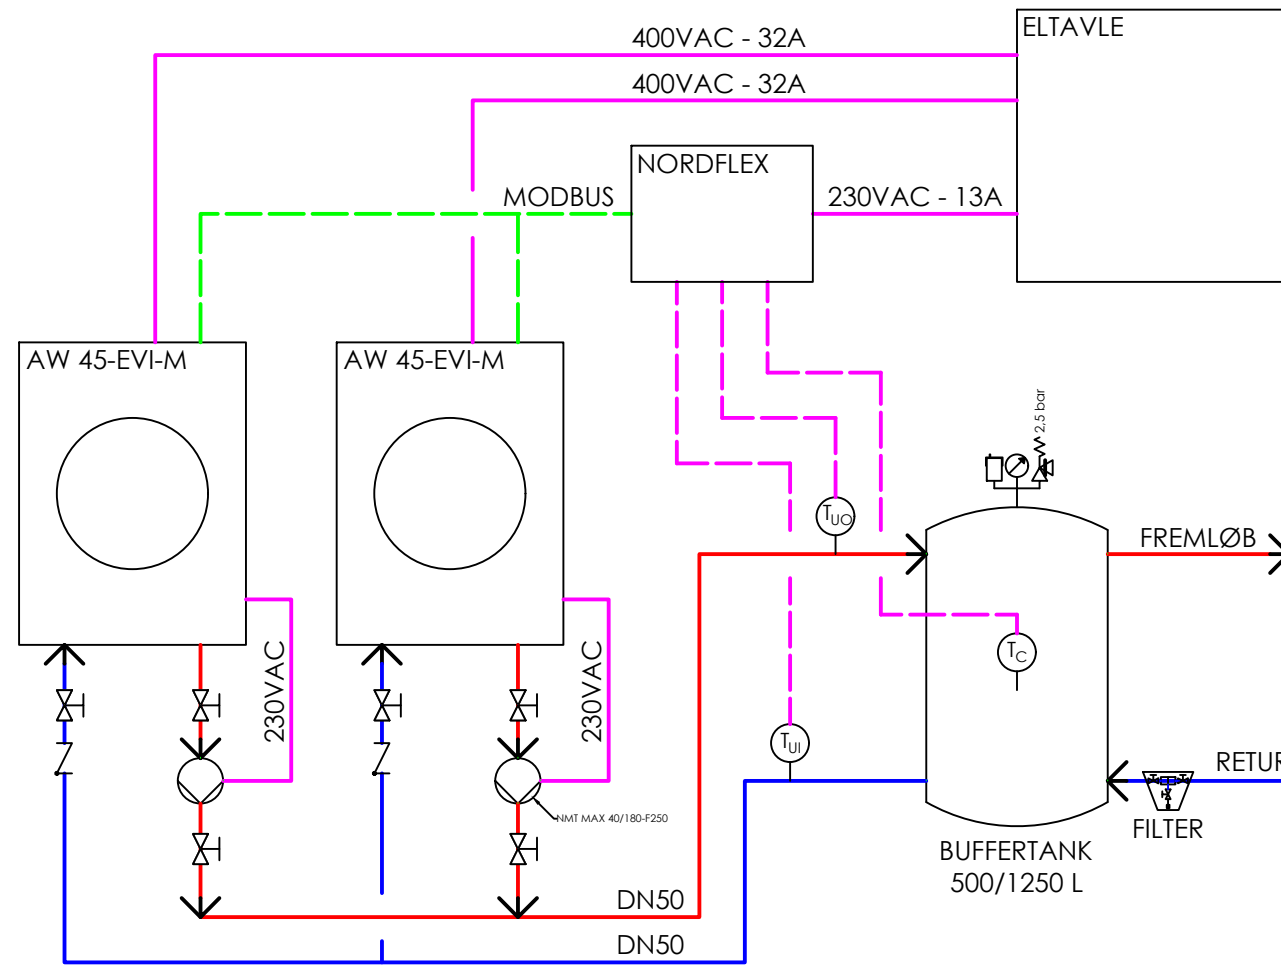 400VAC - 32A
ELTAVLE
400VAC - 32A
NORDFLEX
MODBUS
230VAC - 13A
AW 45-EVI-M
AW 45-EVI-M
2,5 bar
TUO
FREMLØB
TC
230VAC
230VAC
TUI
RETUR
NMT MAX 40/180-F250
FILTER
BUFFERTANK
500/1250 L
DN50
DN50